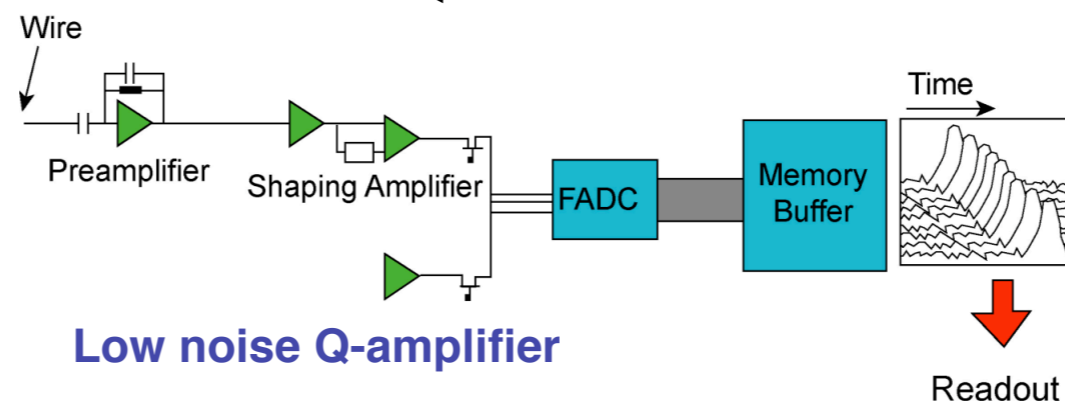 Wire
Time
Preamplifier
Shaping Amplifier
FADC
Memory
Buffer
Low noise Q-amplifier
Readout